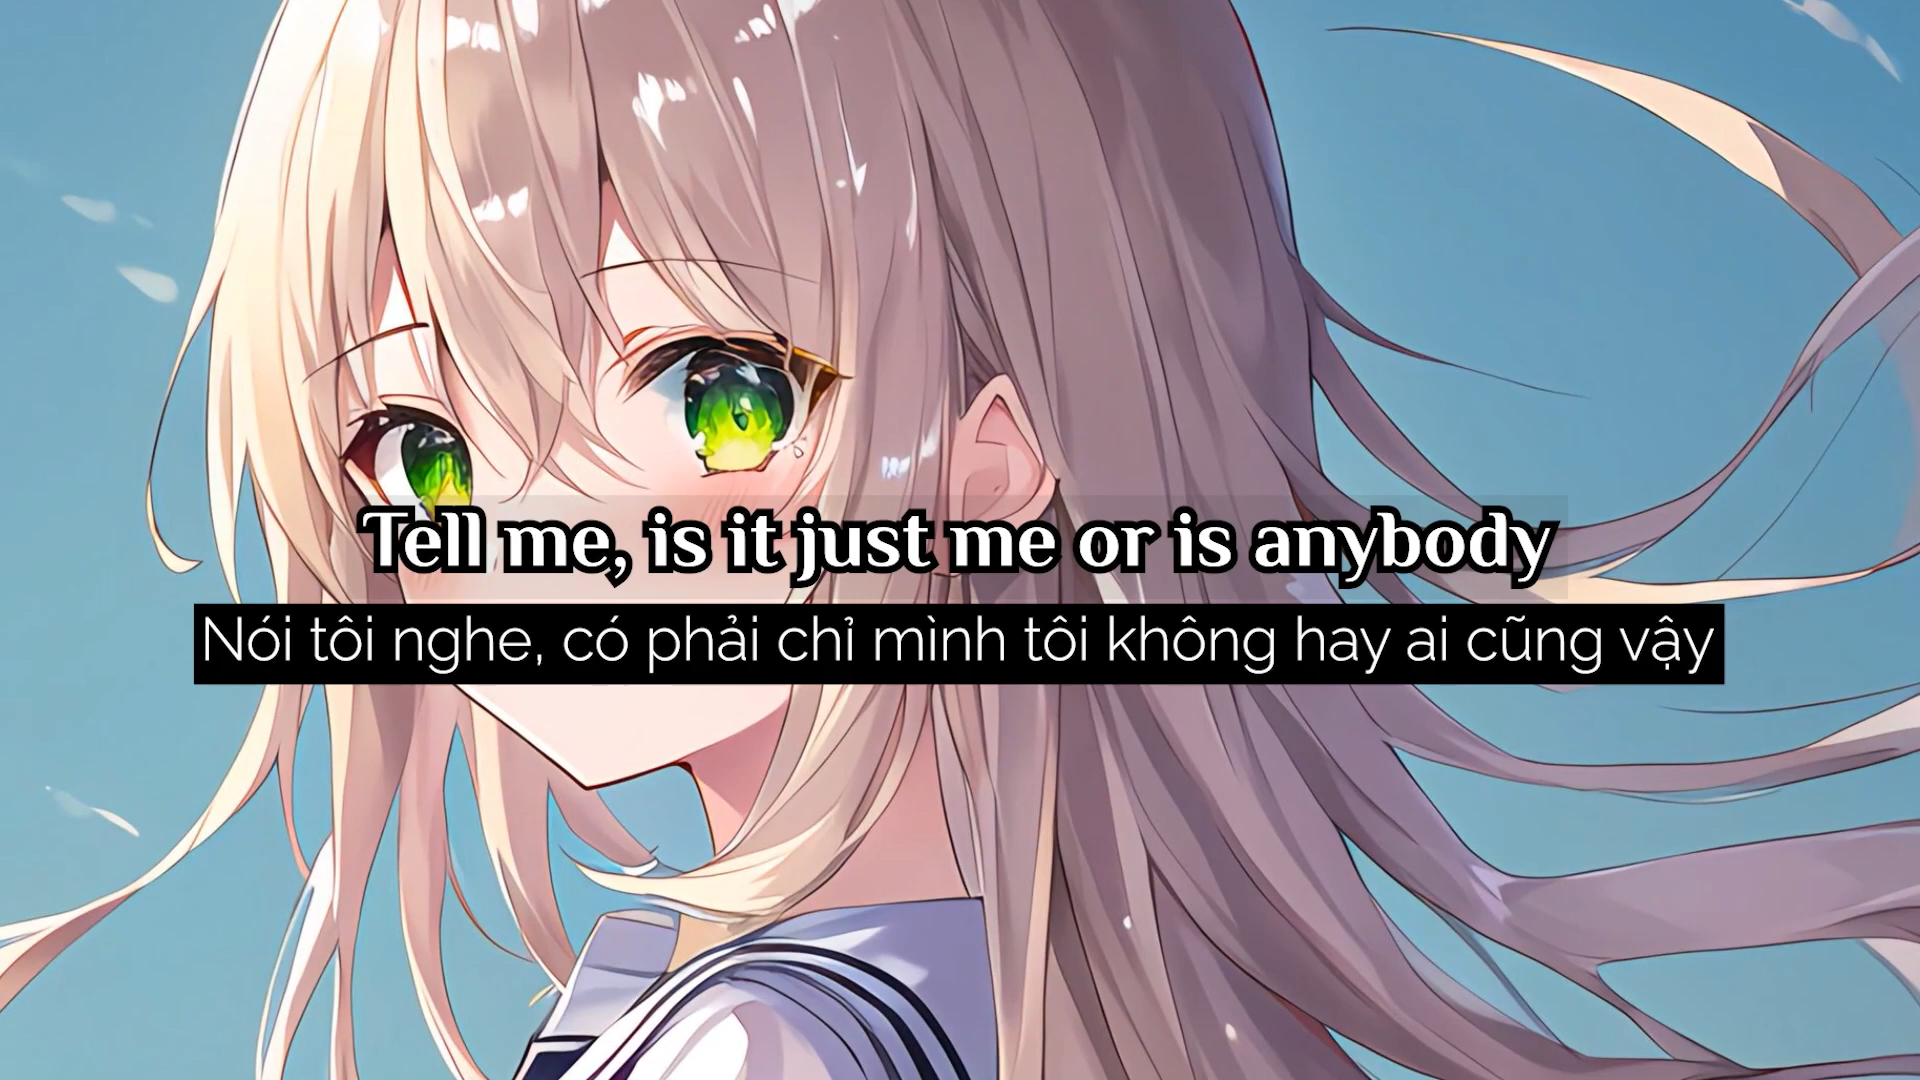 Tell me, is it just me or is anybody
Nói tôi nghe, có phải chỉ mình tôi không hay ai cũng vậy